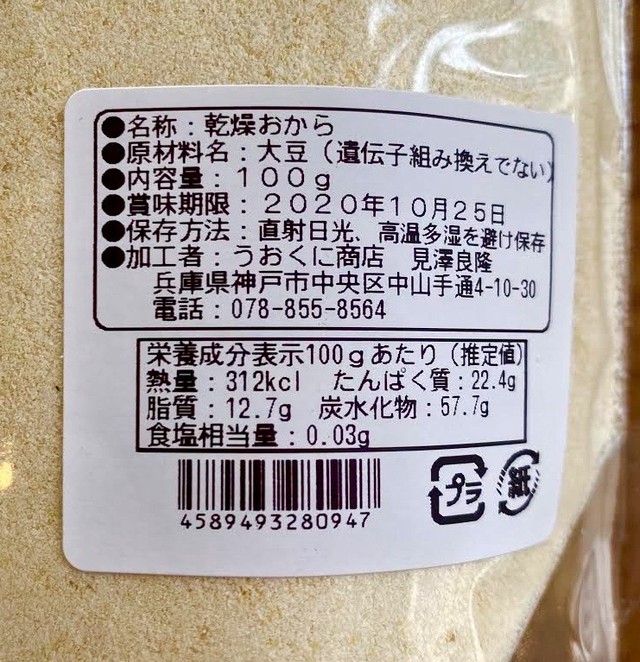 ●名称：乾燥おから
●原材料名：大豆（遺伝子組み換えでない）
●内容量：１００ｇ
●賞味期限：２０２０年１０月２５日
●保存方法：直射日光、高温多湿を避け保存
●加工者：うおくに商店　見澤良隆
兵庫県神戸市中央区中山手通4-10-30
電話：078-855-8564
栄養成分表示100ｇあたり（推定値）
熱量：312kcl　たんぱく質：22.4g
脂質：12.7g　炭水化物：57.7g
食塩相当量：0.03g
4589493280947
プラ
紙